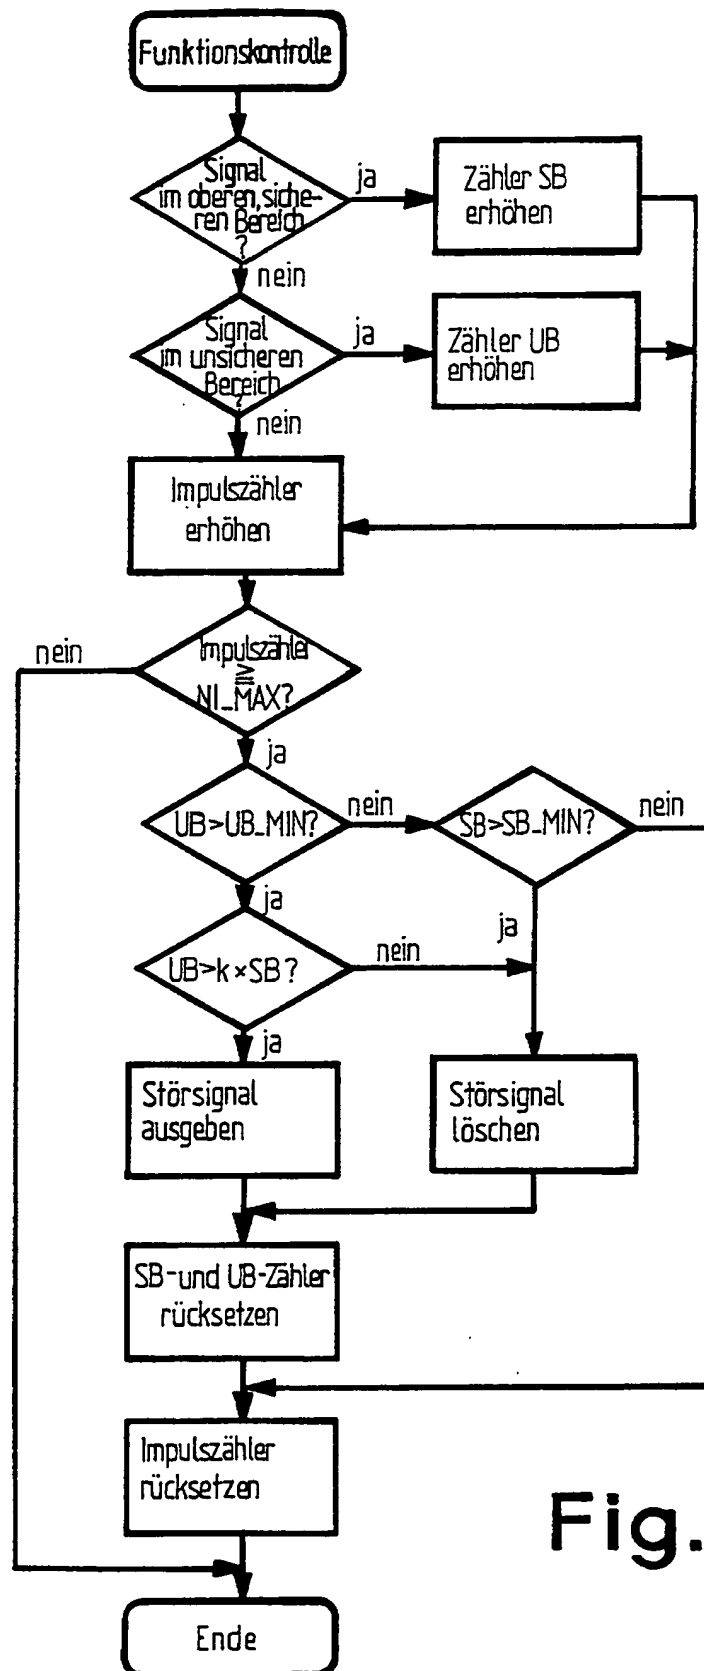 Funktionskontrolle
Signal
im oberen, siche-
ren Bereich
?
ja
Zähler SB
erhöhen
nein
Signal
im unsicheren
Bereich
?
ja
Zähler UB
erhöhen
nein
Impulszähler
erhöhen
nein
Impulszähler
≧
NI_MAX?
ja
UB>UB_MIN?
nein
SB>SB_MIN?
nein
ja
ja
UB>k×SB?
nein
ja
Störsignal
ausgeben
Störsignal
löschen
SB-und UB-Zähler
rücksetzen
Impulszähler
rücksetzen
Fig.
Ende